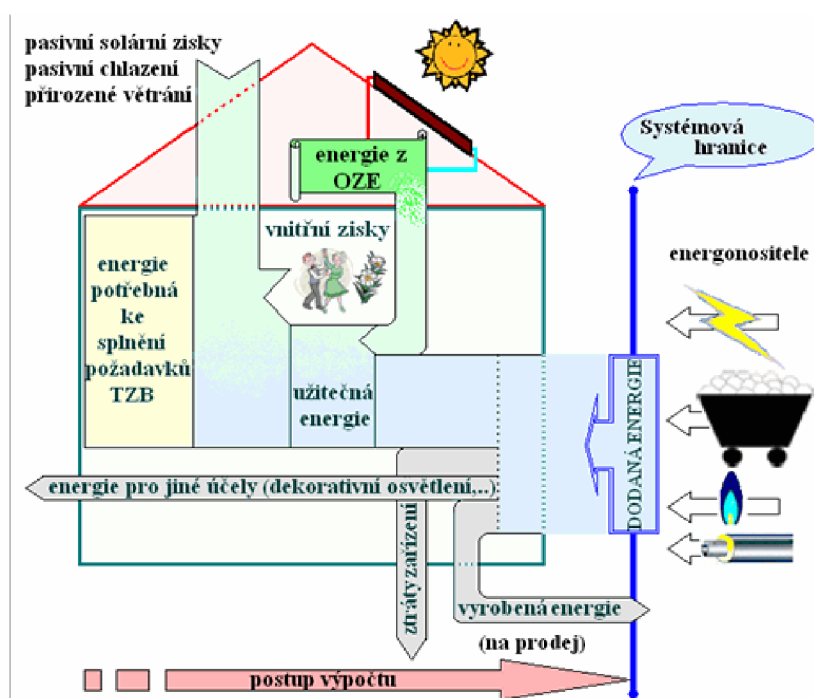 pasivní solární zisky
pasivní chlazení
přirozené větrání
energie z
OZE
Systémová
hranice
vnitřní zisky
energonositele
energie
potřebná
ke
splnění
požadavků
TZB
užitečná
energie
DODANÁ ENERGIE
energie pro jiné účely (dekorativní osvětlení,..)
ztráty zařízení
vyrobená energie
(na prodej)
postup výpočtu